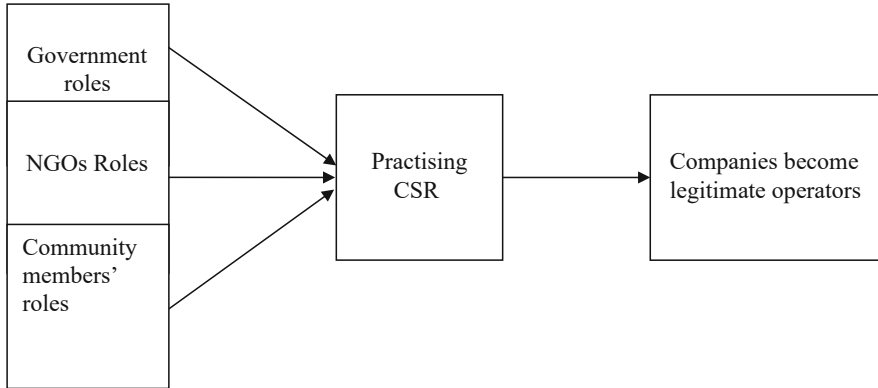 Government
roles
NGOs Roles
Community
members’
roles
Practising
CSR
Companies become
legitimate operators